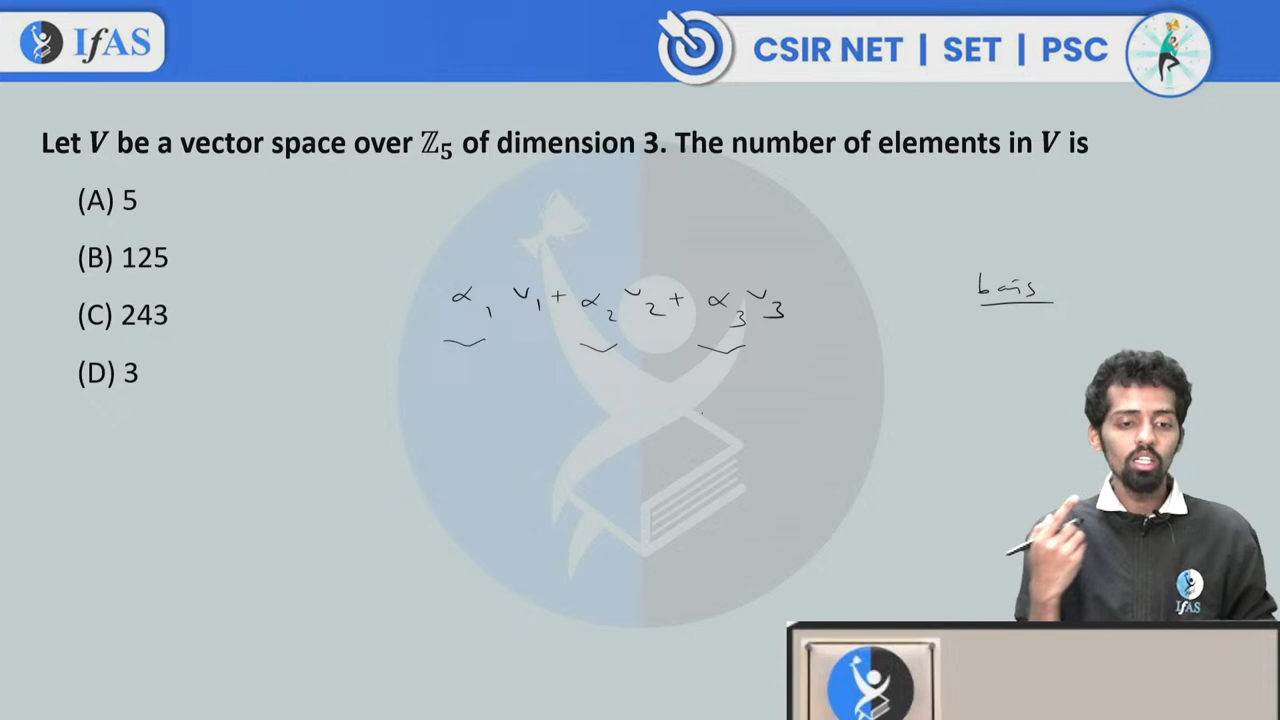 IfAS
CSIR NET | SET | PSC
Let V be a vector space over ℤ₅ of dimension 3. The number of elements in V is
(A) 5
(B) 125
(C) 243
(D) 3
α₁ v₁ + α₂ v₂ + α₃ v₃
IfAS